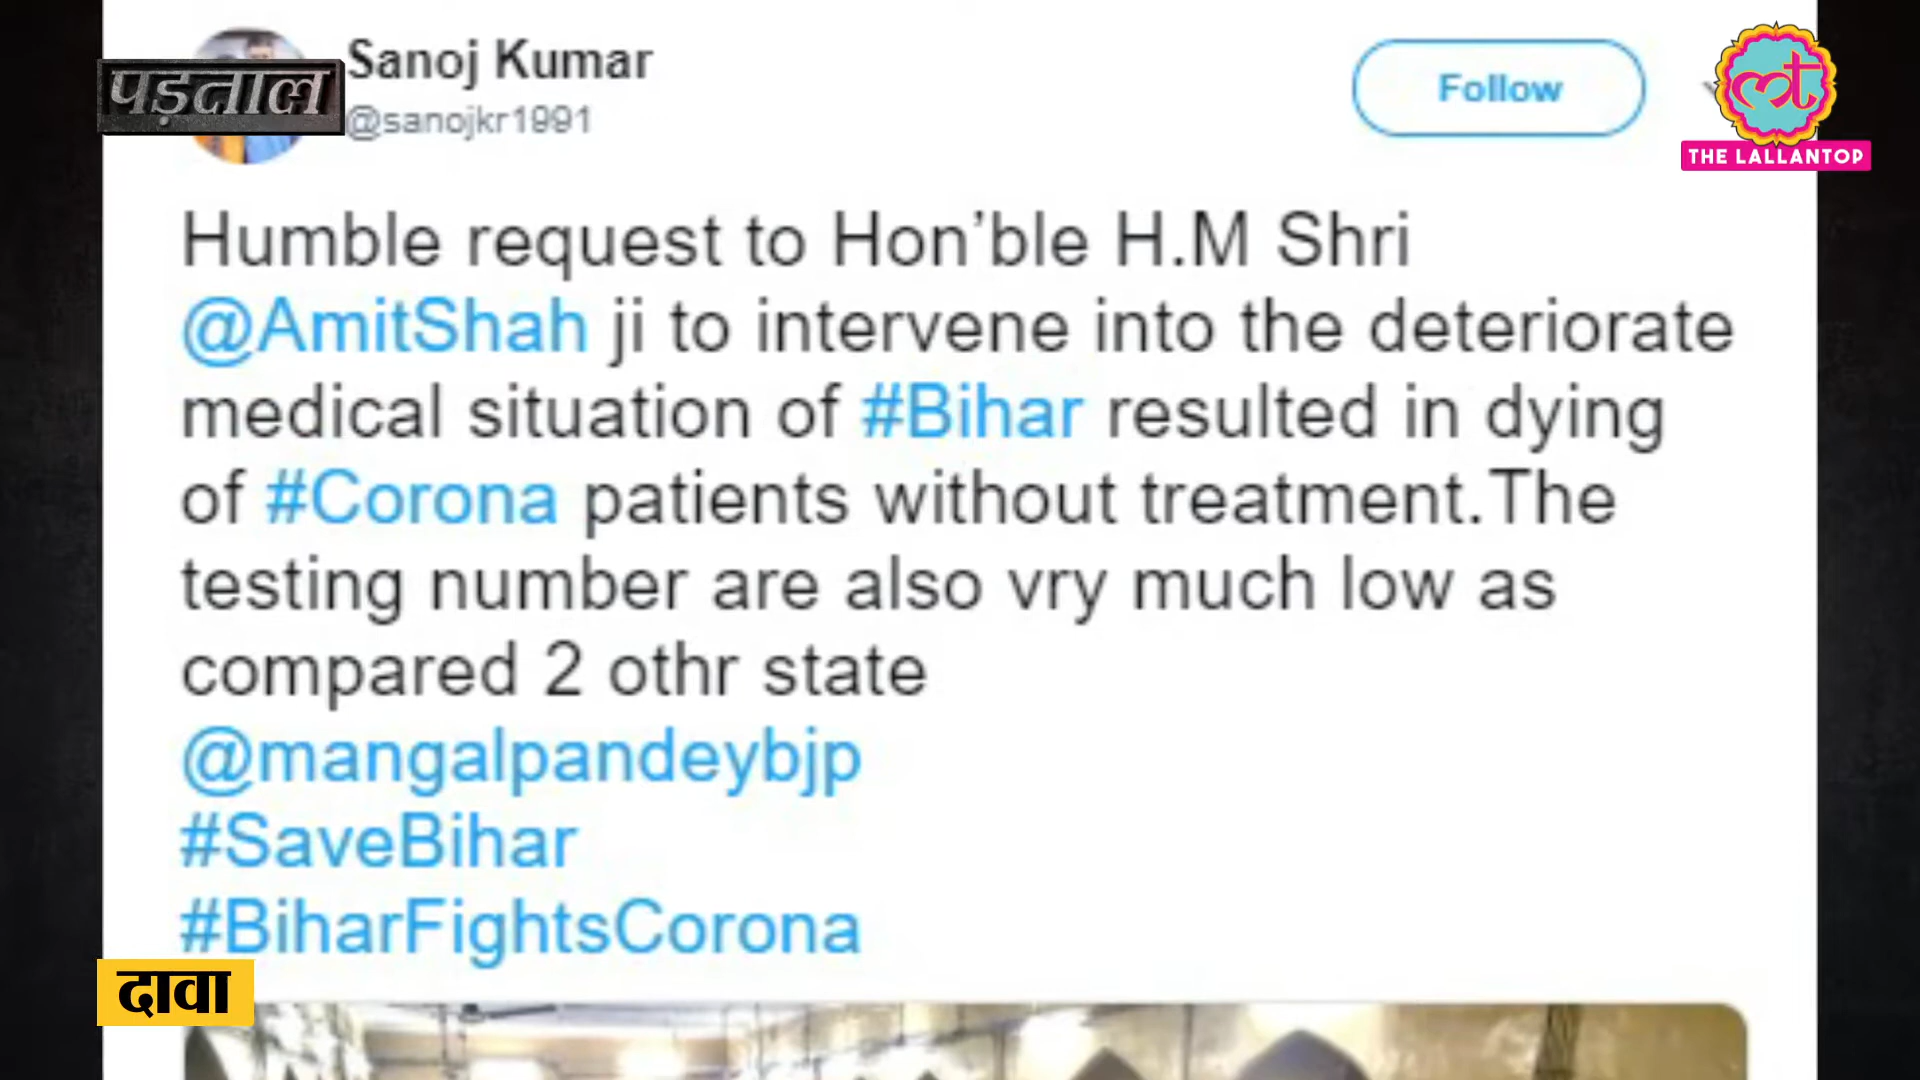 पड़ताल
Sanoj Kumar
@sanojkr1991
Follow
THE LALLANTOP
Humble request to Hon'ble H.M Shri
@AmitShah ji to intervene into the deteriorate
medical situation of #Bihar resulted in dying
of #Corona patients without treatment.The
testing number are also vry much low as
compared 2 othr state
@mangalpandeybjp
#SaveBihar
#BiharFightsCorona
दावा